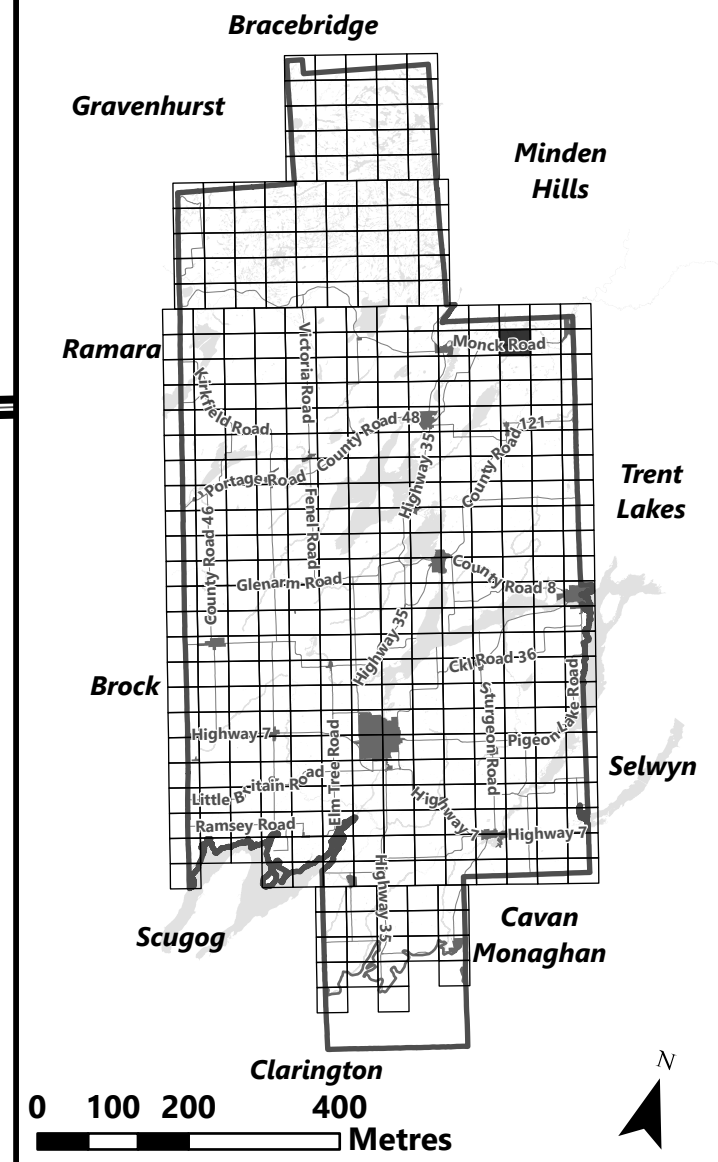 Bracebridge
Gravenhurst
Minden
Hills
Ramara
Monck Road
Victoria Road
Kirkfield Road
County Road 48
County Road 121
Highway 35
Portage Road
Fenel Road
Trent
Lakes
County Road 46
Glenarm Road
County Road 8
Highway 35
Ckl Road 36
Brock
Sturgeon Road
Pigeon Lake Road
Highway 7
Elm Tree Road
Selwyn
Little Britain Road
Highway 7
Ramsey Road
Highway 7
Highway 35
Scugog
Cavan
Monaghan
Clarington
N
0 100 200 400
Metres